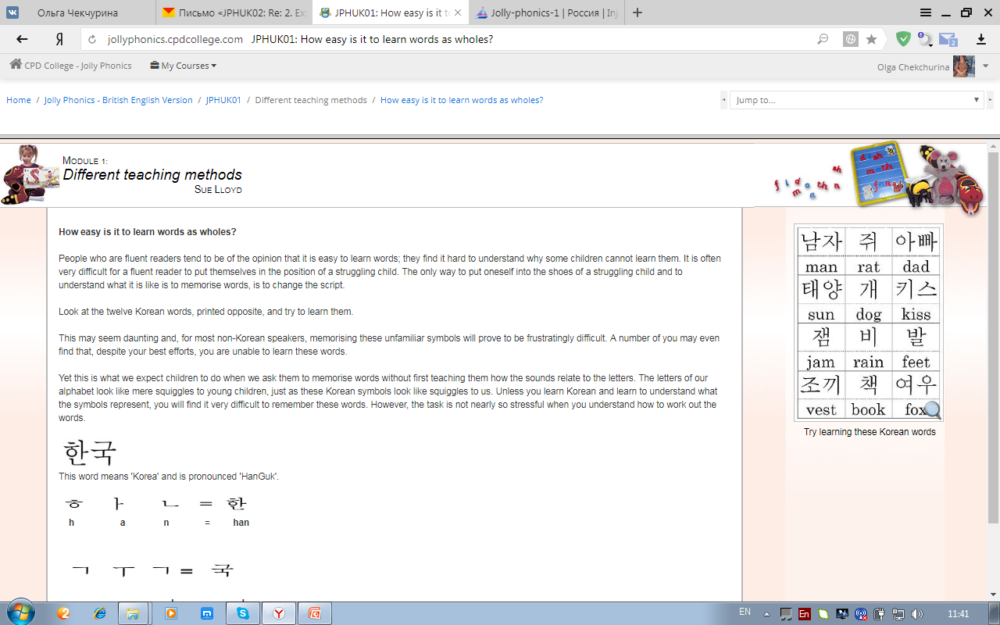 Ольга Чекчурина
Письмо «JPHUK02: Re: 2. Ex
JPHUK01: How easy is it t
Jolly-phonics-1 | Россия | Inj
jollyphonics.cpdcollege.com JPHUK01: How easy is it to learn words as wholes?
2
CPD College - Jolly Phonics
My Courses
Olga Chekchurina
Home / Jolly Phonics - British English Version / JPHUK01 / Different teaching methods / How easy is it to learn words as wholes?
Jump to...
MODULE 1:
Different teaching methods
SUE LLOYD
How easy is it to learn words as wholes?
People who are fluent readers tend to be of the opinion that it is easy to learn words; they find it hard to understand why some children cannot learn them. It is often
very difficult for a fluent reader to put themselves in the position of a struggling child. The only way to put oneself into the shoes of a struggling child and to
understand what it is like is to memorise words, is to change the script.
Look at the twelve Korean words, printed opposite, and try to learn them.
This may seem daunting and, for most non-Korean speakers, memorising these unfamiliar symbols will prove to be frustratingly difficult. A number of you may even
find that, despite your best efforts, you are unable to learn these words.
Yet this is what we expect children to do when we ask them to memorise words without first teaching them how the sounds relate to the letters. The letters of our
alphabet look like mere squiggles to young children, just as these Korean symbols look like squiggles to us. Unless you learn Korean and learn to understand what
the symbols represent, you will find it very difficult to remember these words. However, the task is not nearly so stressful when you understand how to work out the
words.
한국
This word means 'Korea' and is pronounced 'HanGuk'.
ㅎ ㅏ ㄴ = 한
h a n = han
ㄱ ㅜ ㄱ = 국
남자 쥐 아빠
man rat dad
태양 개 키스
sun dog kiss
잼 비 발
jam rain feet
조끼 책 여우
vest book fox
Try learning these Korean words
EN
En
11:41